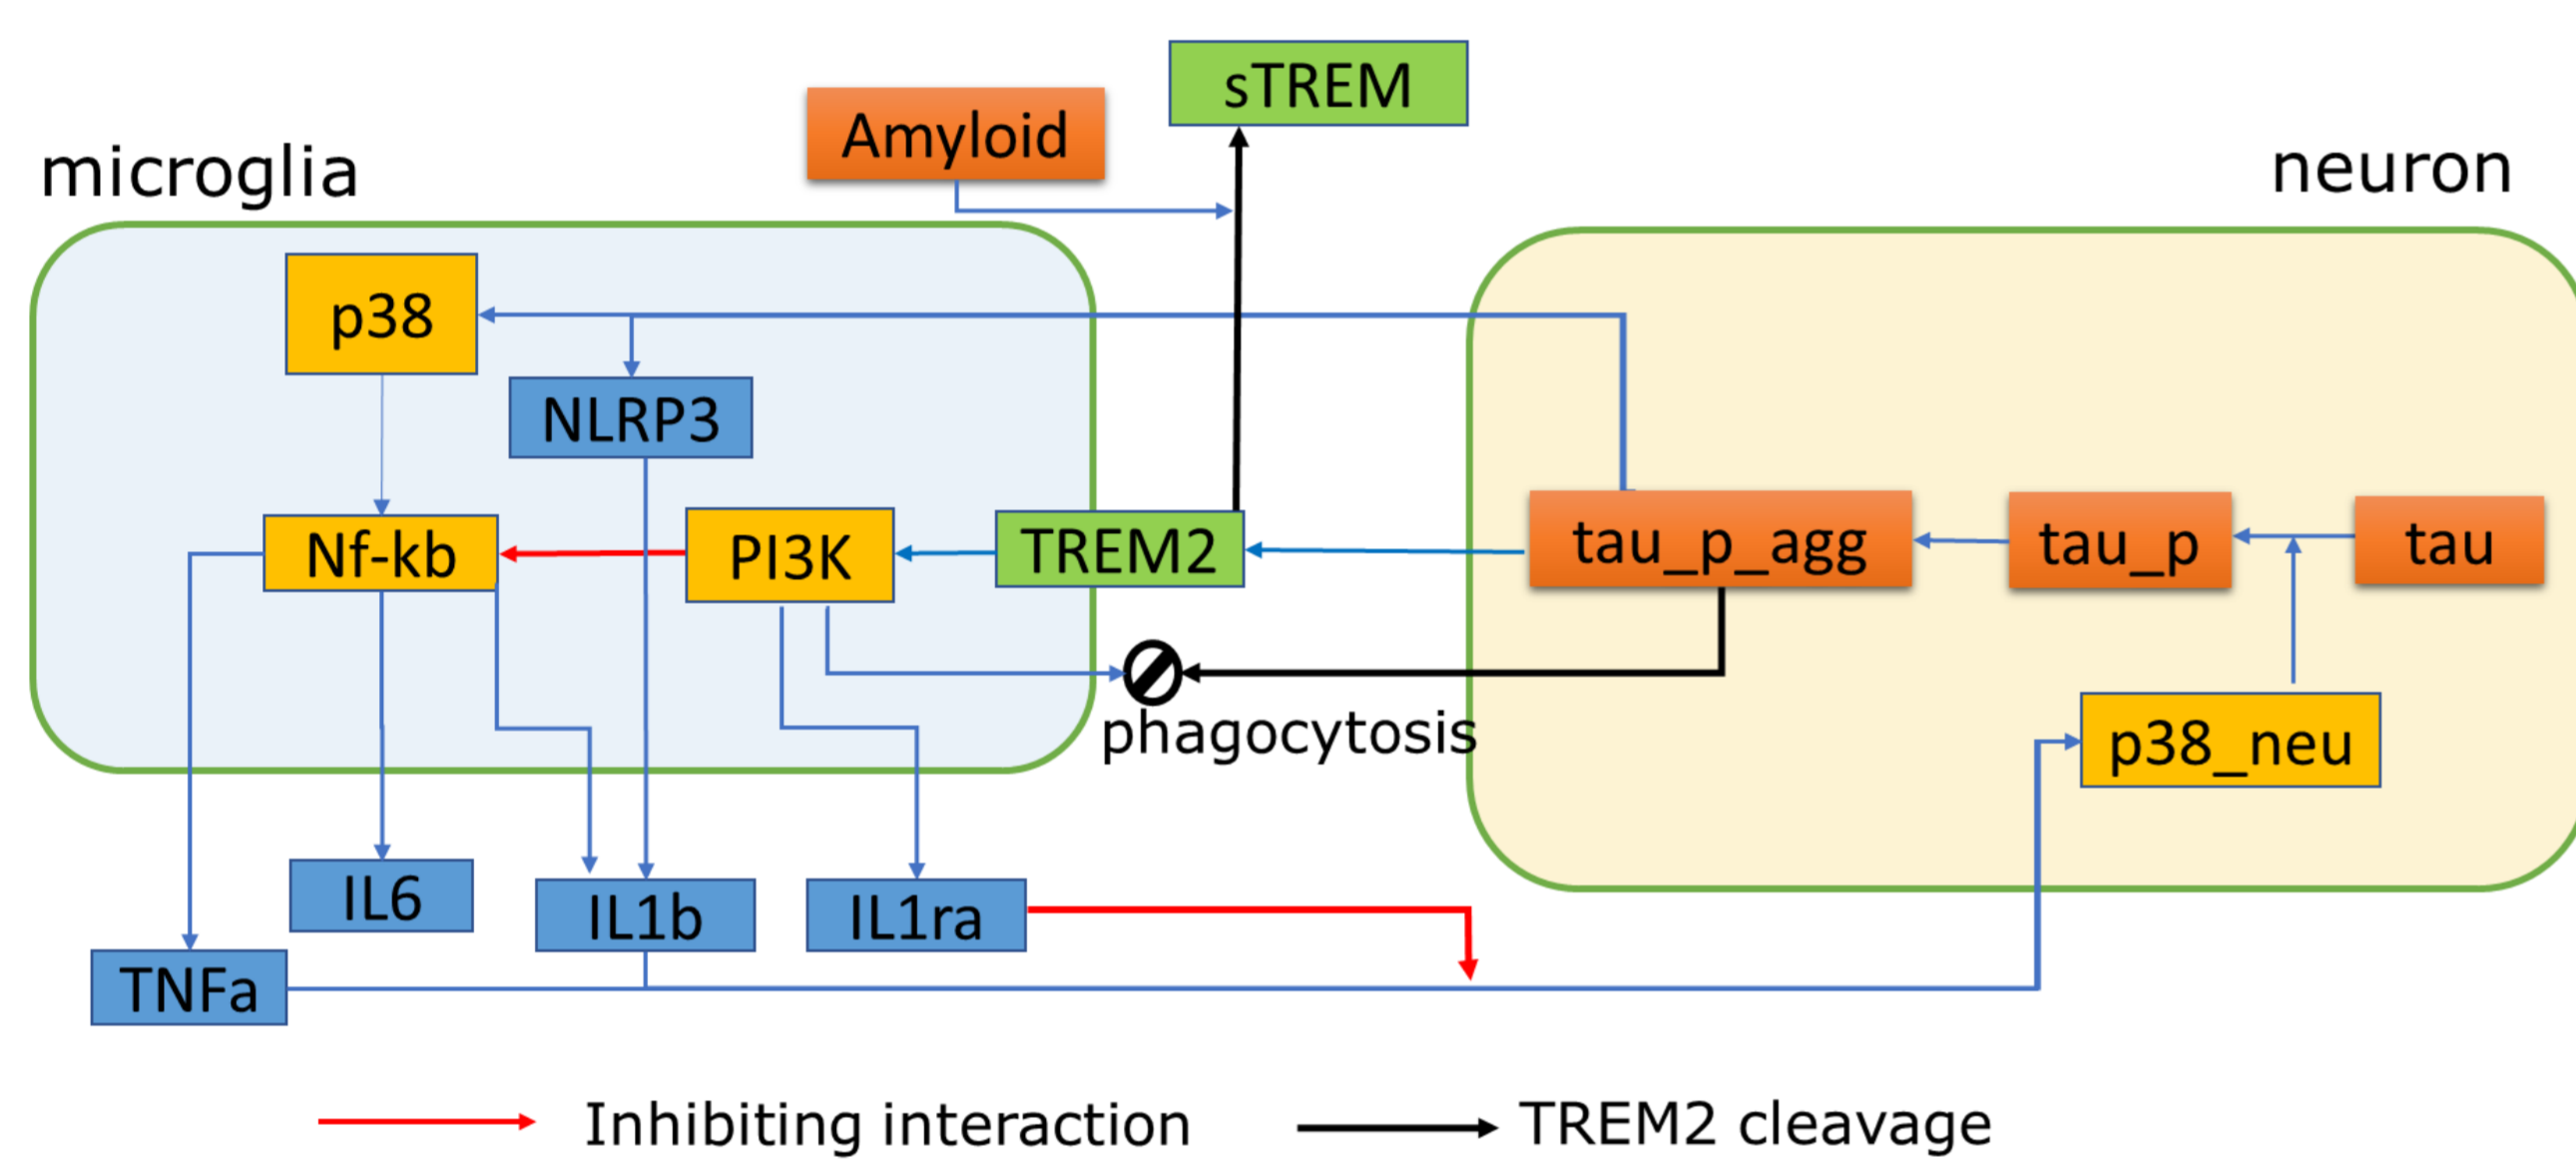 sTREM
Amyloid
microglia
neuron
p38
NLRP3
Nf-kb
PI3K
TREM2
tau_p_agg
tau_p
tau
phagocytosis
p38_neu
IL6
IL1b
IL1ra
TNFa
Inhibiting interaction
TREM2 cleavage